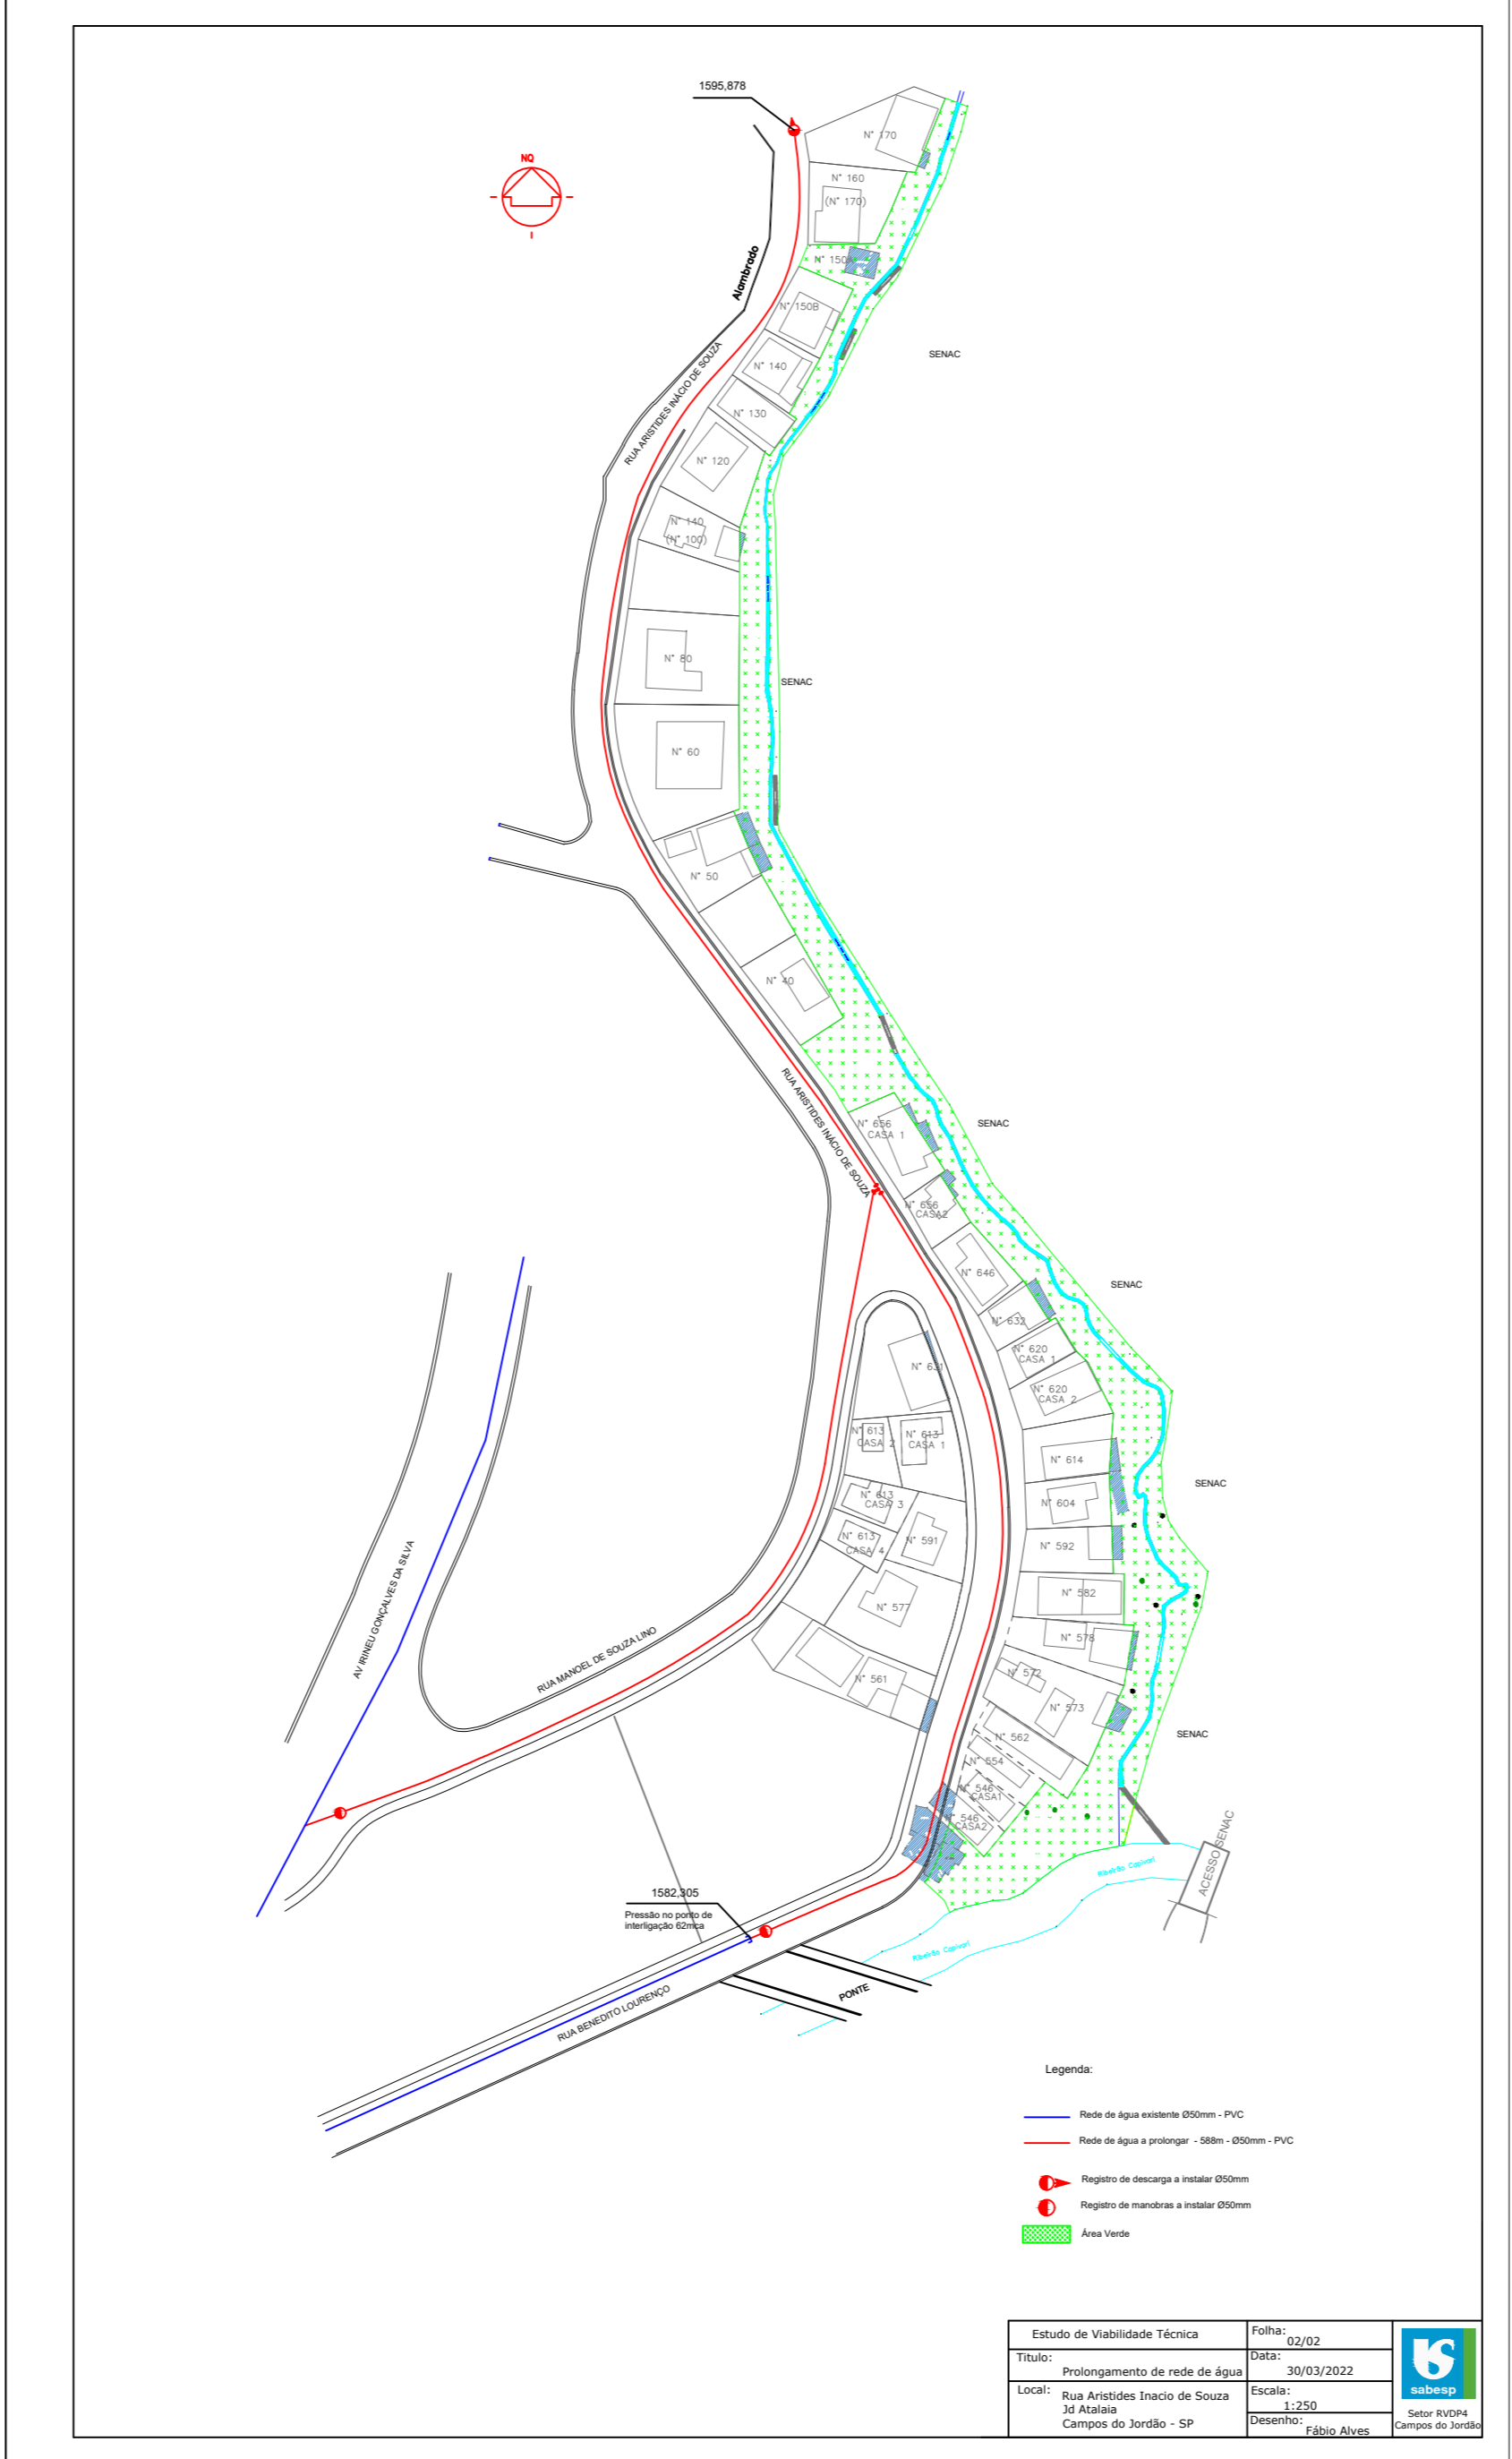 1595,878
NQ
N° 170
N° 160
(N° 170)
N° 150A
Alambrado
N° 150B
SENAC
RUA ARISTIDES INÁCIO DE SOUZA
N° 140
N° 130
N° 120
N° 140
(N° 100)
N° 80
SENAC
N° 60
N° 50
N° 40
RUA ARISTIDES INÁCIO DE SOUZA
N° 656
CASA 1
SENAC
N° 656
CASA2
N° 646
SENAC
N° 632
N° 620
CASA 1
N° 631
N° 620
CASA 2
N° 613
CASA 2
N° 613
CASA 1
N° 614
SENAC
N° 613
CASA 3
N° 604
N° 613
CASA 4
N° 591
N° 592
AV IRINEU GONÇALVES DA SILVA
N° 577
N° 582
N° 578
RUA MANOEL DE SOUZA LINO
N° 561
N° 572
N° 573
N° 562
SENAC
N° 554
N° 546
CASA1
N° 546
CASA2
Ribeirão Capivari
ACESSO SENAC
1582,305
Pressão no ponto de
interligação 62mca
Ribeirão Capivari
PONTE
RUA BENEDITO LOURENÇO
Legenda:
Rede de água existente Ø50mm - PVC
Rede de água a prolongar - 588m - Ø50mm - PVC
Registro de descarga a instalar Ø50mm
Registro de manobras a instalar Ø50mm
Área Verde
Estudo de Viabilidade Técnica
Folha:
02/02
Titulo:
Prolongamento de rede de água
Data:
30/03/2022
Local:
Rua Aristides Inacio de Souza
Jd Atalaia
Campos do Jordão - SP
Escala:
1:250
Desenho:
Fábio Alves
sabesp
Setor RVDP4
Campos do Jordão